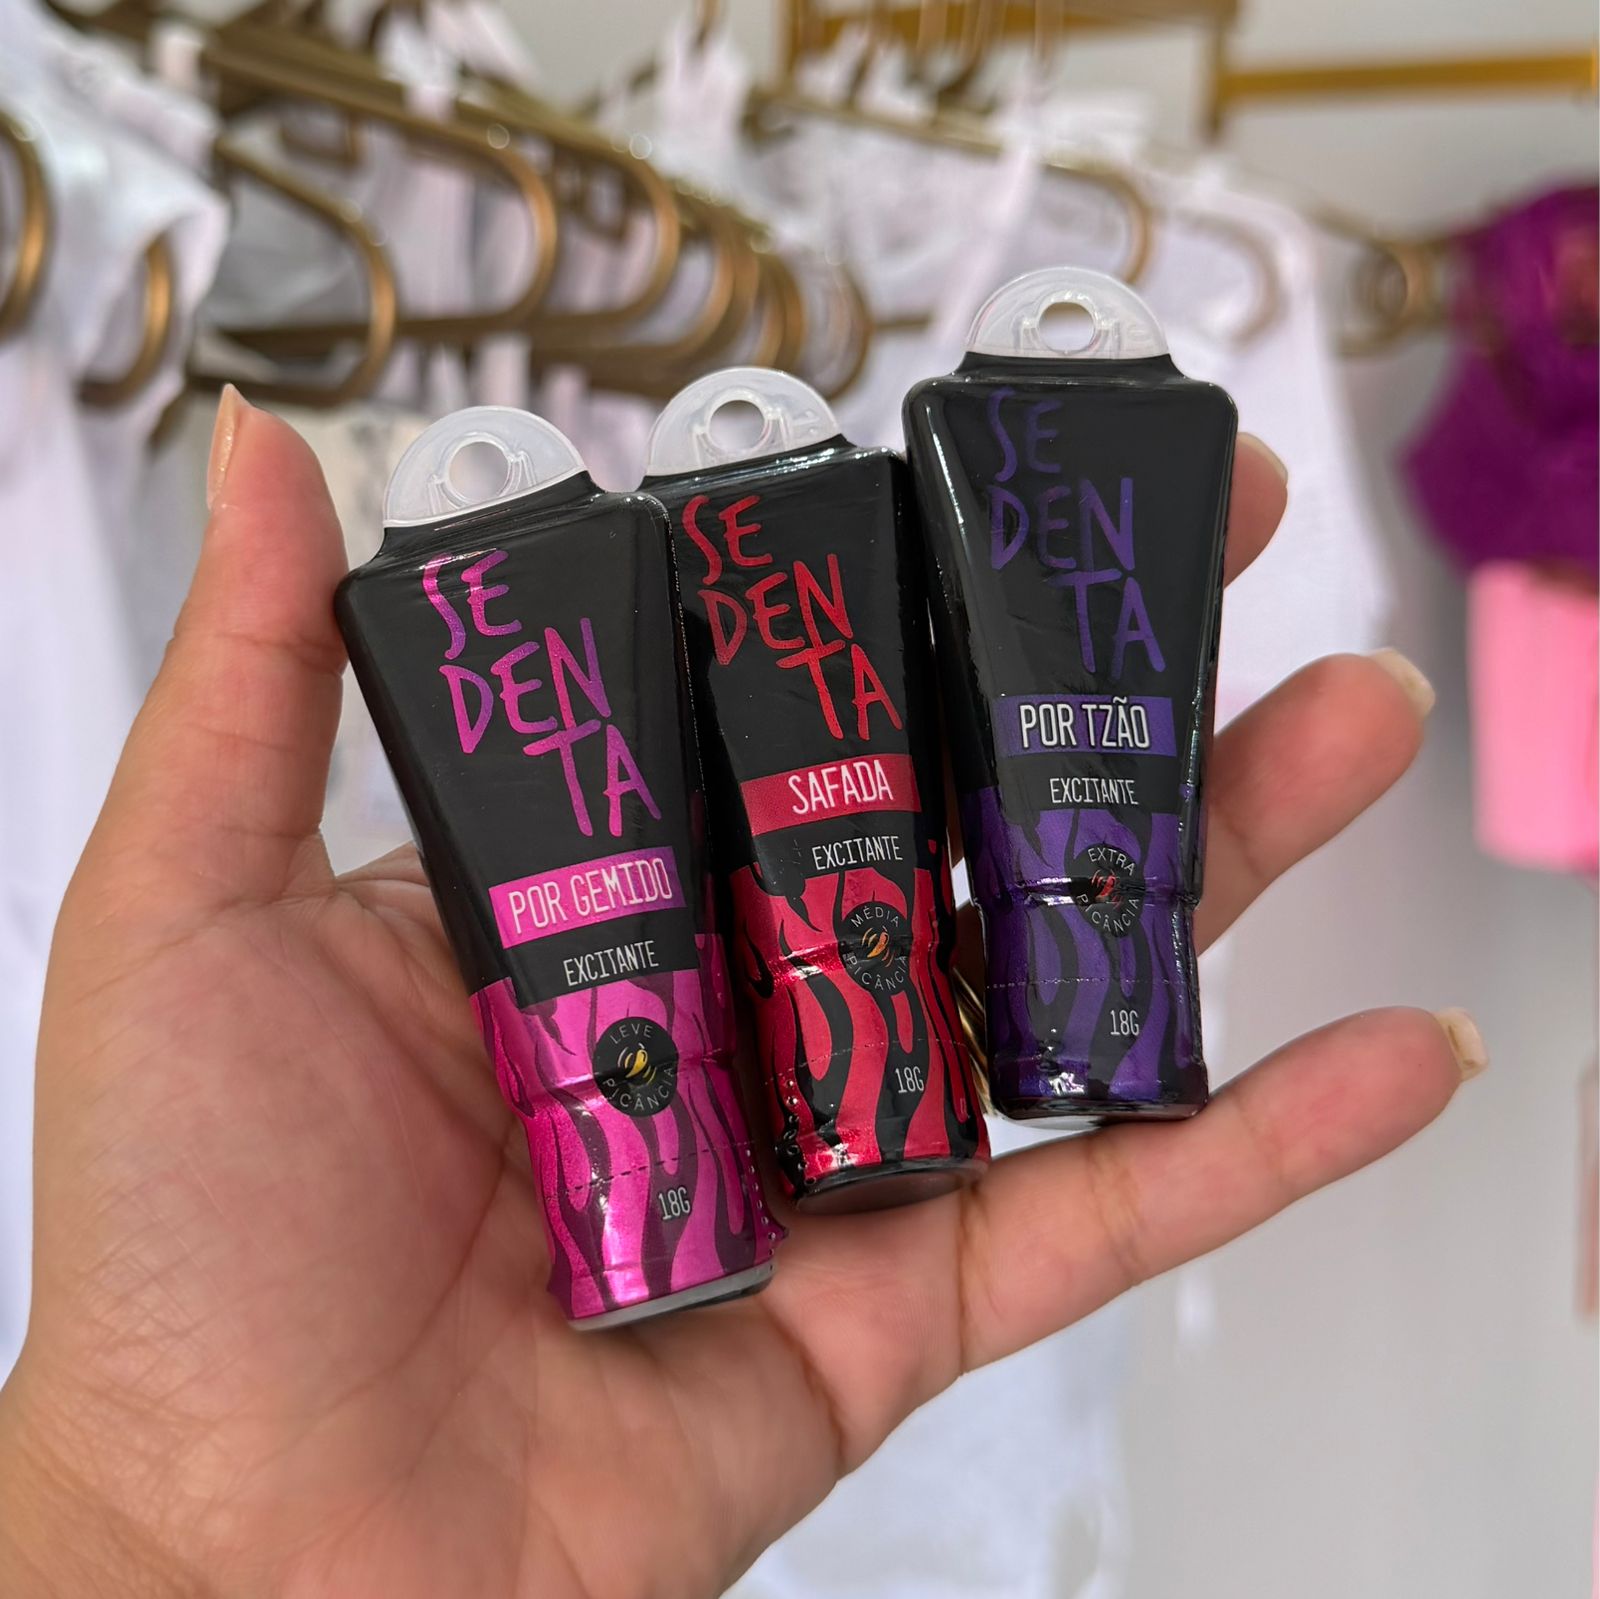 SE
DEN
TA
POR GEMIDO
EXCITANTE
LEVE
PICÂNCIA
18G
SE
DEN
TA
SAFADA
EXCITANTE
MÉDIA
PICÂNCIA
18G
SE
DEN
TA
POR TZÃO
EXCITANTE
EXTRA
PICÂNCIA
18G